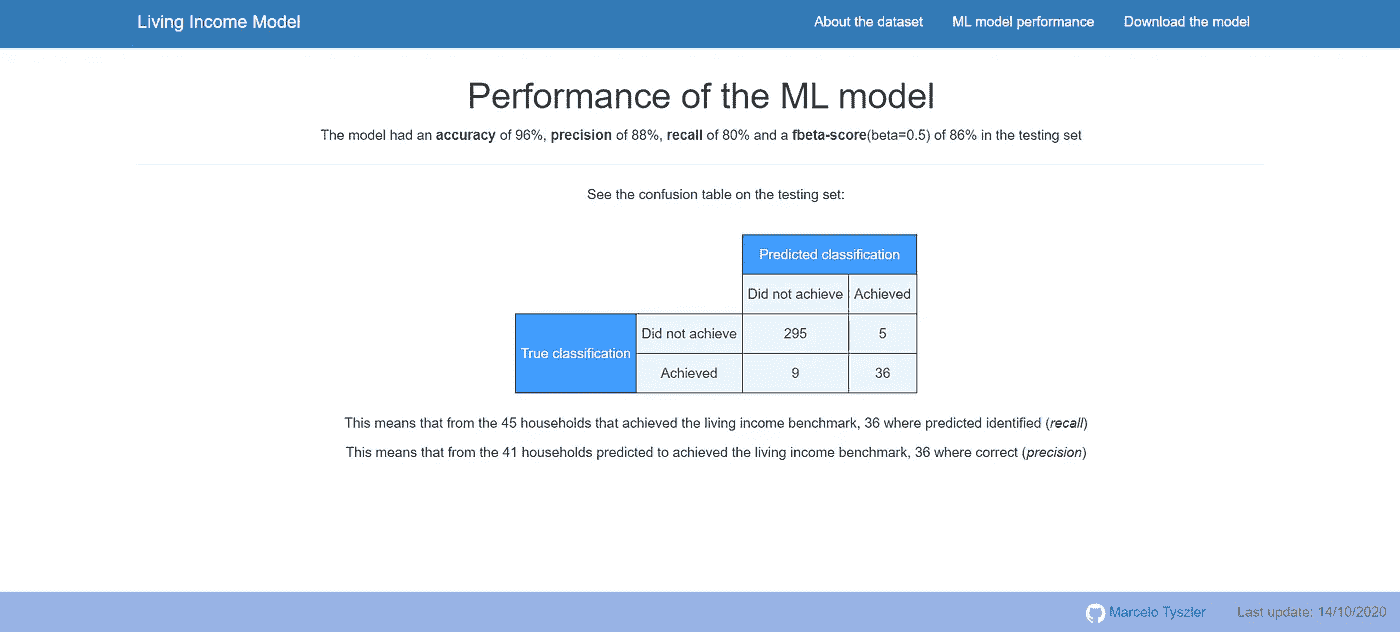 Living Income Model About the dataset ML model performance Download the model
Performance of the ML model
The model had an accuracy of 96%, precision of 88%, recall of 80% and a fbeta-score(beta=0.5) of 86% in the testing set
See the confusion table on the testing set:
Predicted classification
Did not achieve Achieved
True classification
Did not achieve 295 5
Achieved 9 36
This means that from the 45 households that achieved the living income benchmark, 36 where predicted identified (recall)
This means that from the 41 households predicted to achieved the living income benchmark, 36 where correct (precision)
Marcelo Tyszler Last update: 14/10/2020